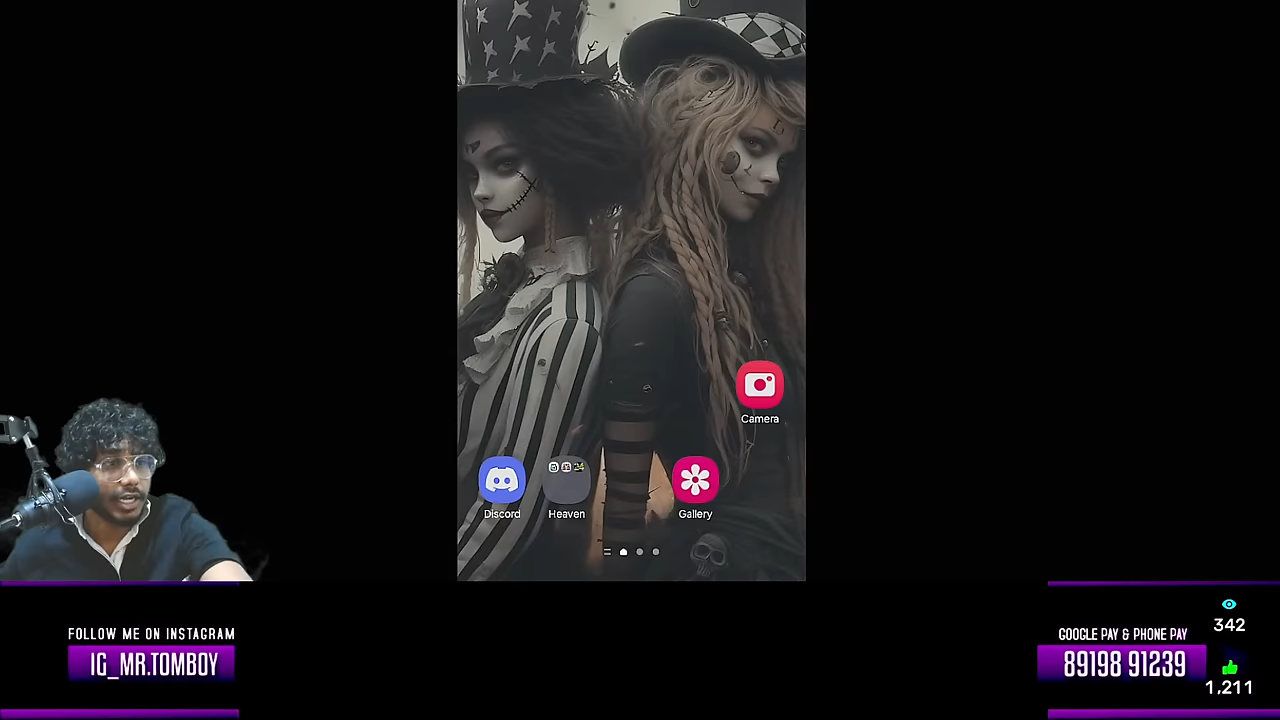 Camera
Discord
Heaven
Gallery
FOLLOW ME ON INSTAGRAM
IG_MR.TOMBOY
GOOGLE PAY & PHONE PAY
89198 91239
342
1,211